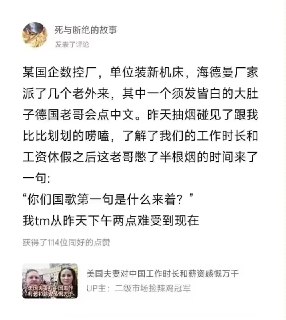 死与断绝的故事
发表了评论
某国企数控厂，单位装新机床，海德曼厂家
派了几个老外来，其中一个须发皆白的大肚
子德国老哥会点中文。昨天抽烟碰见了跟我
比比划划的唠嗑，了解了我们的工作时长和
工资休假之后这老哥憋了半根烟的时间来了
一句:
“你们国歌第一句是什么来着？”
我tm从昨天下午两点难受到现在
获得了114位同好的点赞
美国夫妻对中国工作时长和薪资感慨万千
UP主：二级市场捡辣鸡冠军